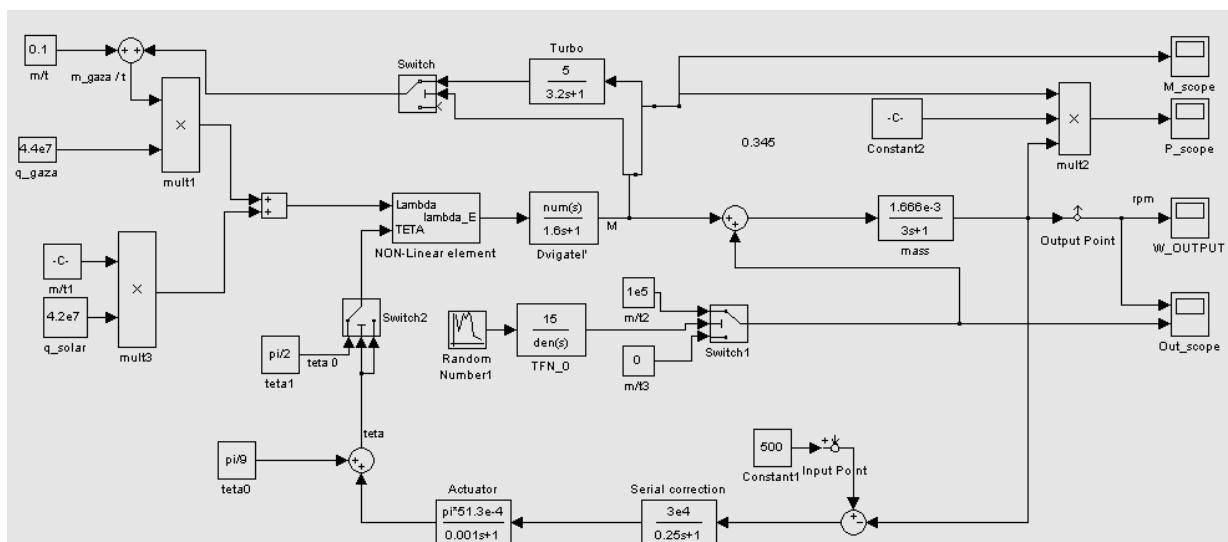 0.1
m/t
+ +
m_gaza /t
4.4e7
q_gaza
×
mult1
-C-
m/t1
4.2e7
q_solar
×
mult3
+
+
Switch
Turbo
5
3.2s+1
Lambda
lambda_E
TETA
NON-Linear element
num(s)
1.6s+1
Dvigatel'
M
-C-
Constant2
0.345
×
mult2
M_scope
P_scope
+
+
1.666e-3
3s+1
mass
Output Point
rpm
W_OUTPUT
Out_scope
Switch2
pi/2
teta1
teta 0
Random
Number1
15
den(s)
TFN_0
1e5
m/t2
0
m/t3
Switch1
teta
pi/9
teta0
+
+
Actuator
pi*51.3e-4
0.001s+1
Serial correction
3e4
0.25s+1
500
Constant1
+
Input Point
+
-